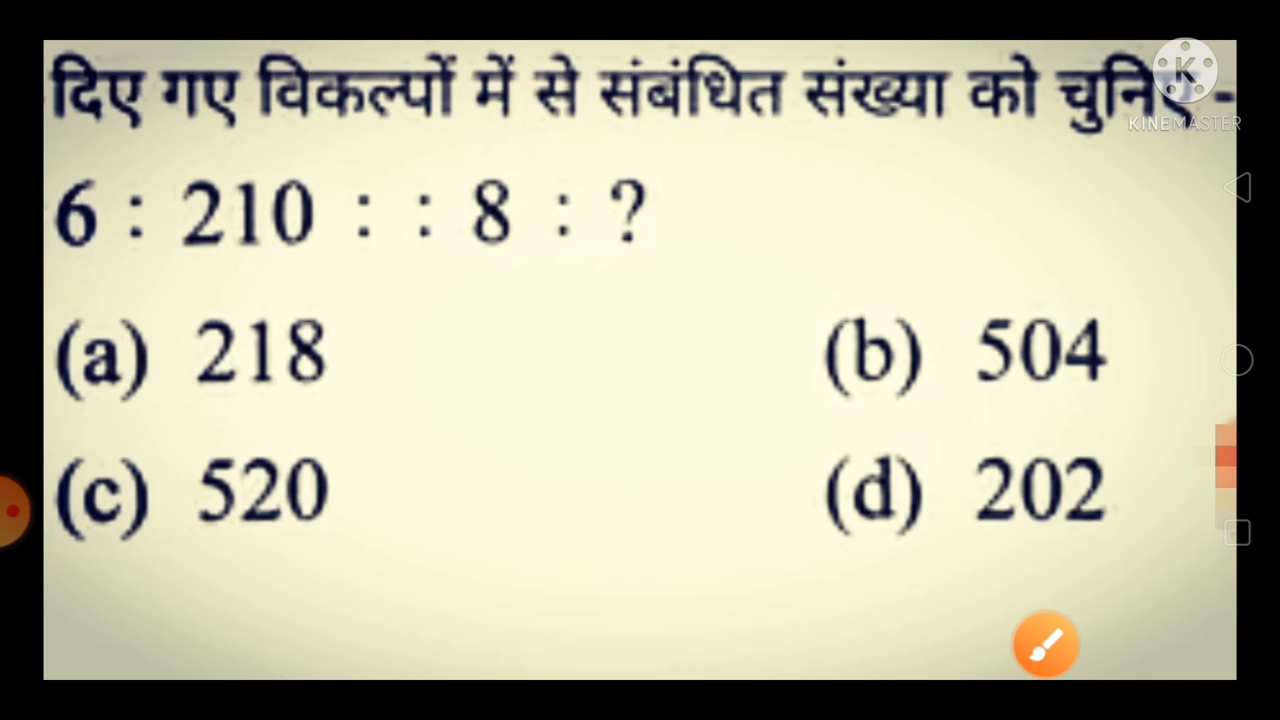 दिए गए विकल्पों में से संबंधित संख्या को चुनिए -
KINEMASTER
6 : 210 : : 8 : ?
(a) 218 (b) 504
(c) 520 (d) 202